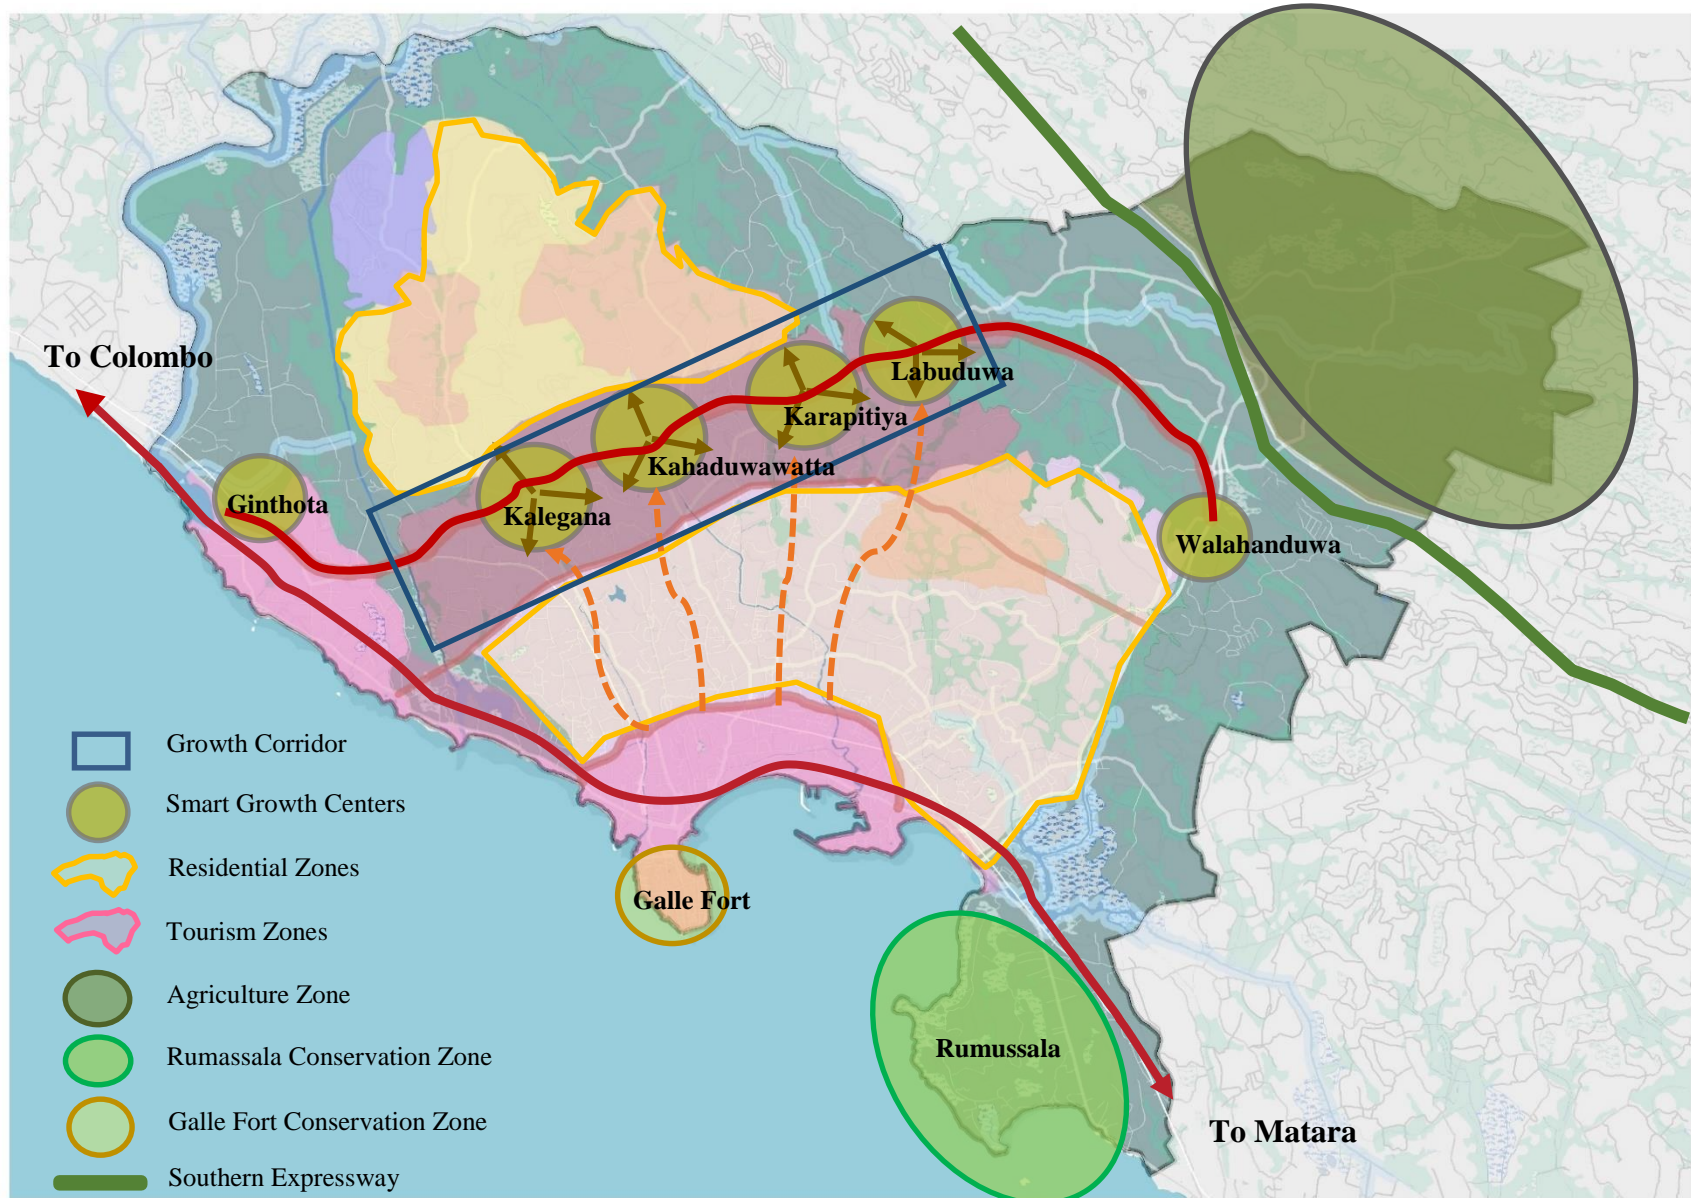 To Colombo
Labuduwa
Karapitiya
Kahaduwawatta
Ginthota
Kalegana
Walahanduwa
Galle Fort
Rumussala
To Matara
Growth Corridor
Smart Growth Centers
Residential Zones
Tourism Zones
Agriculture Zone
Rumassala Conservation Zone
Galle Fort Conservation Zone
Southern Expressway